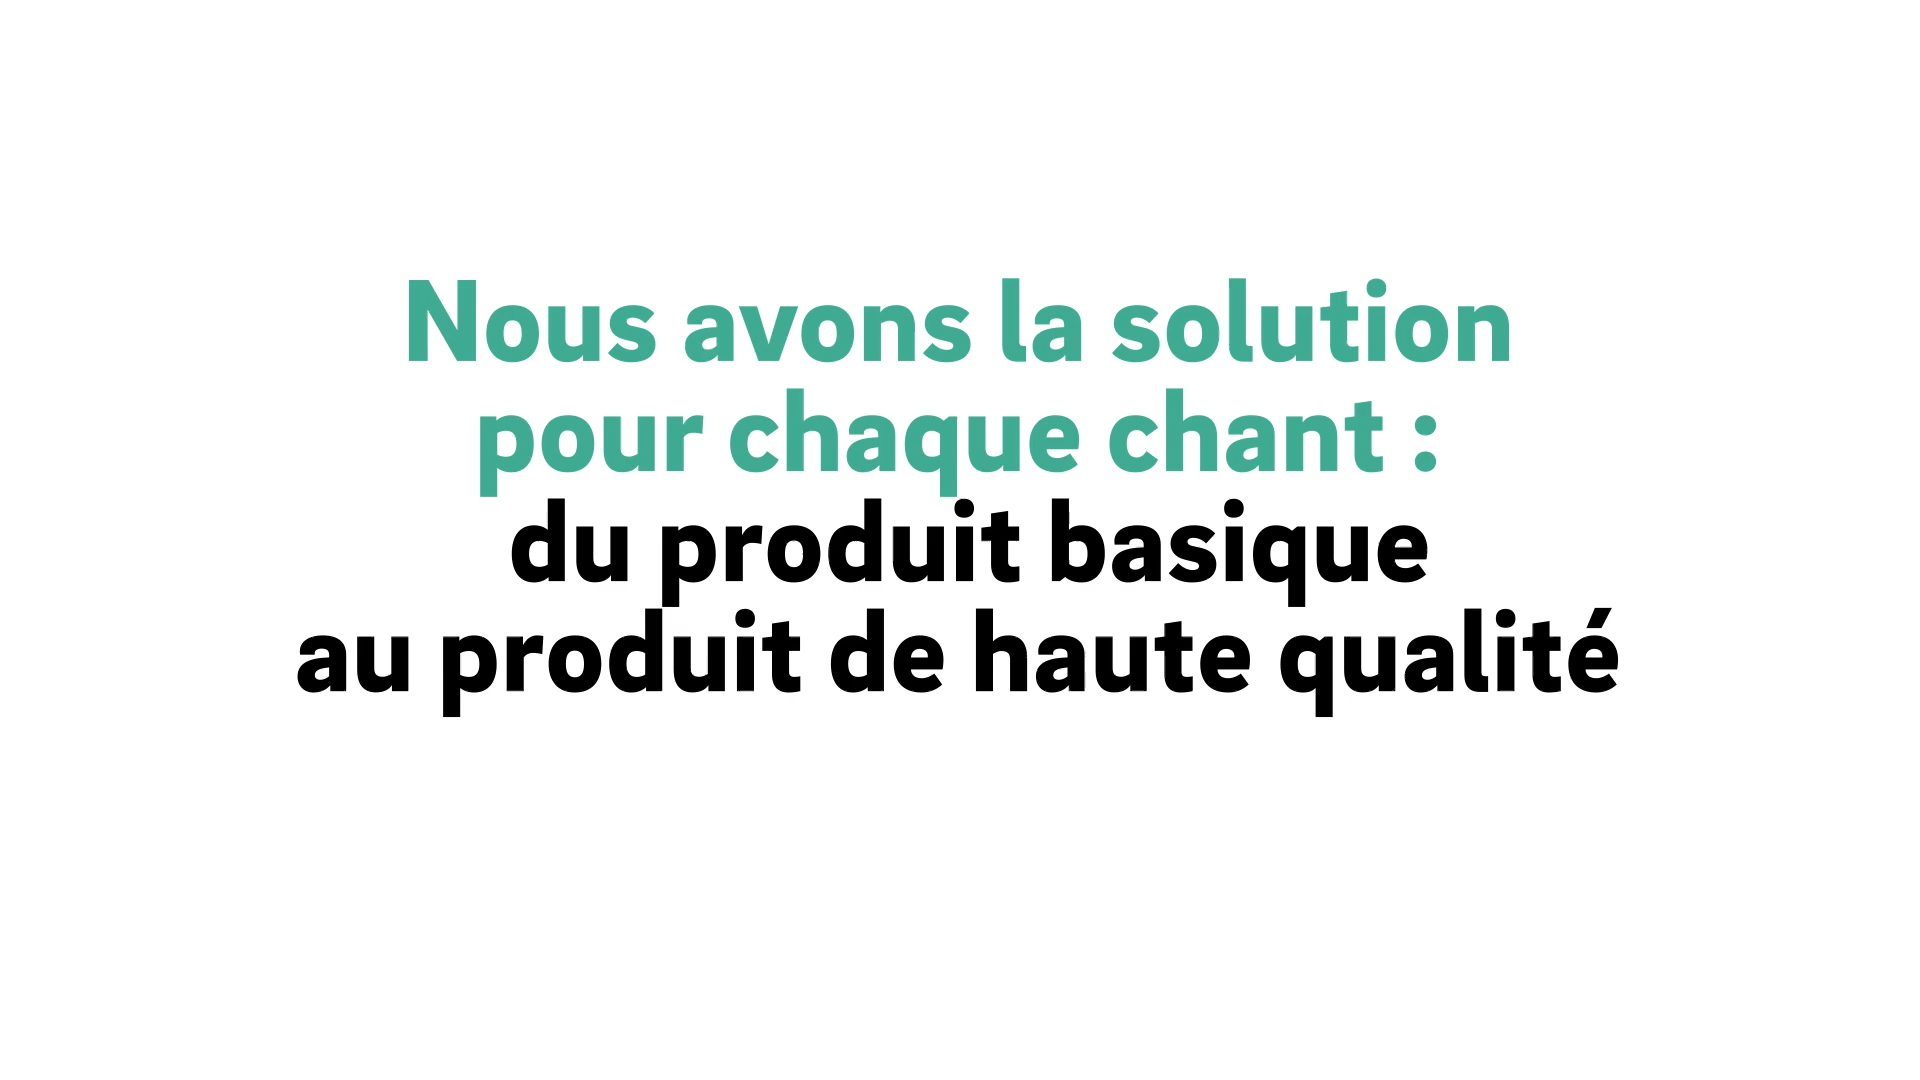 Nous avons la solution
pour chaque chant :
du produit basique
au produit de haute qualité